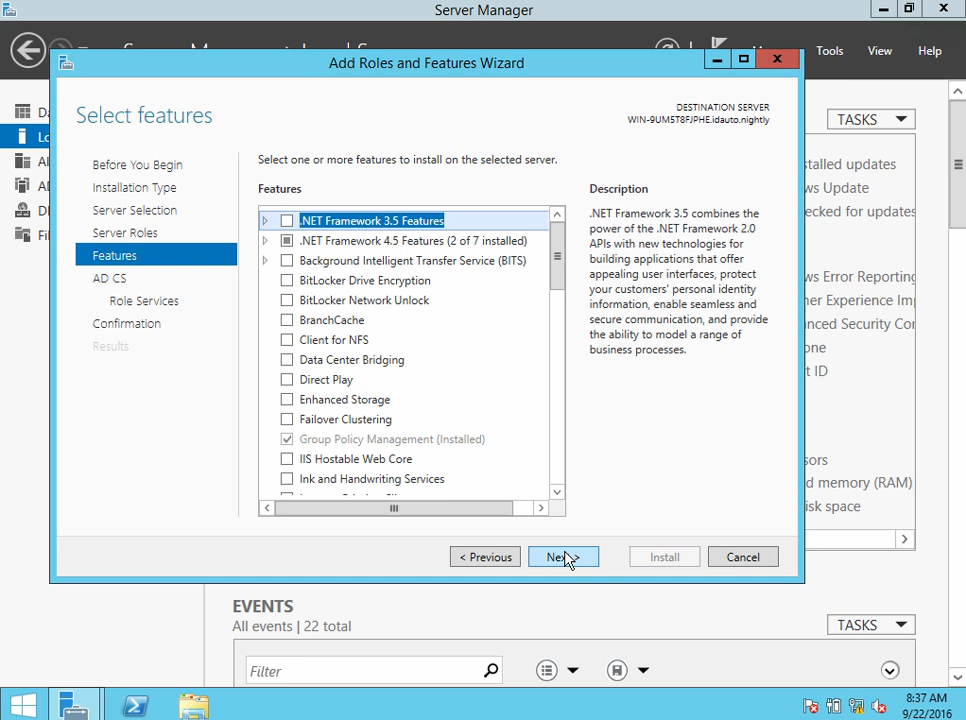 Server Manager
Tools View Help
Add Roles and Features Wizard
Select features
DESTINATION SERVER
WIN-9UM5T8FJPHE.idauto.nightly
Before You Begin
Installation Type
Server Selection
Server Roles
Features
AD CS
Role Services
Confirmation
Results
Select one or more features to install on the selected server.
Features
.NET Framework 3.5 Features
.NET Framework 4.5 Features (2 of 7 installed)
Background Intelligent Transfer Service (BITS)
BitLocker Drive Encryption
BitLocker Network Unlock
BranchCache
Client for NFS
Data Center Bridging
Direct Play
Enhanced Storage
Failover Clustering
Group Policy Management (Installed)
IIS Hostable Web Core
Ink and Handwriting Services
Description
.NET Framework 3.5 combines the
power of the .NET Framework 2.0
APIs with new technologies for
building applications that offer
appealing user interfaces, protect
your customers' personal identity
information, enable seamless and
secure communication, and provide
the ability to model a range of
business processes.
< Previous
Next >
Install
Cancel
TASKS
stalled updates
ws Update
ecked for updates
ws Error Reporting
ner Experience Imp
nced Security Con
one
t ID
sors
d memory (RAM)
isk space
EVENTS
All events | 22 total
TASKS
Filter
8:37 AM
9/22/2016